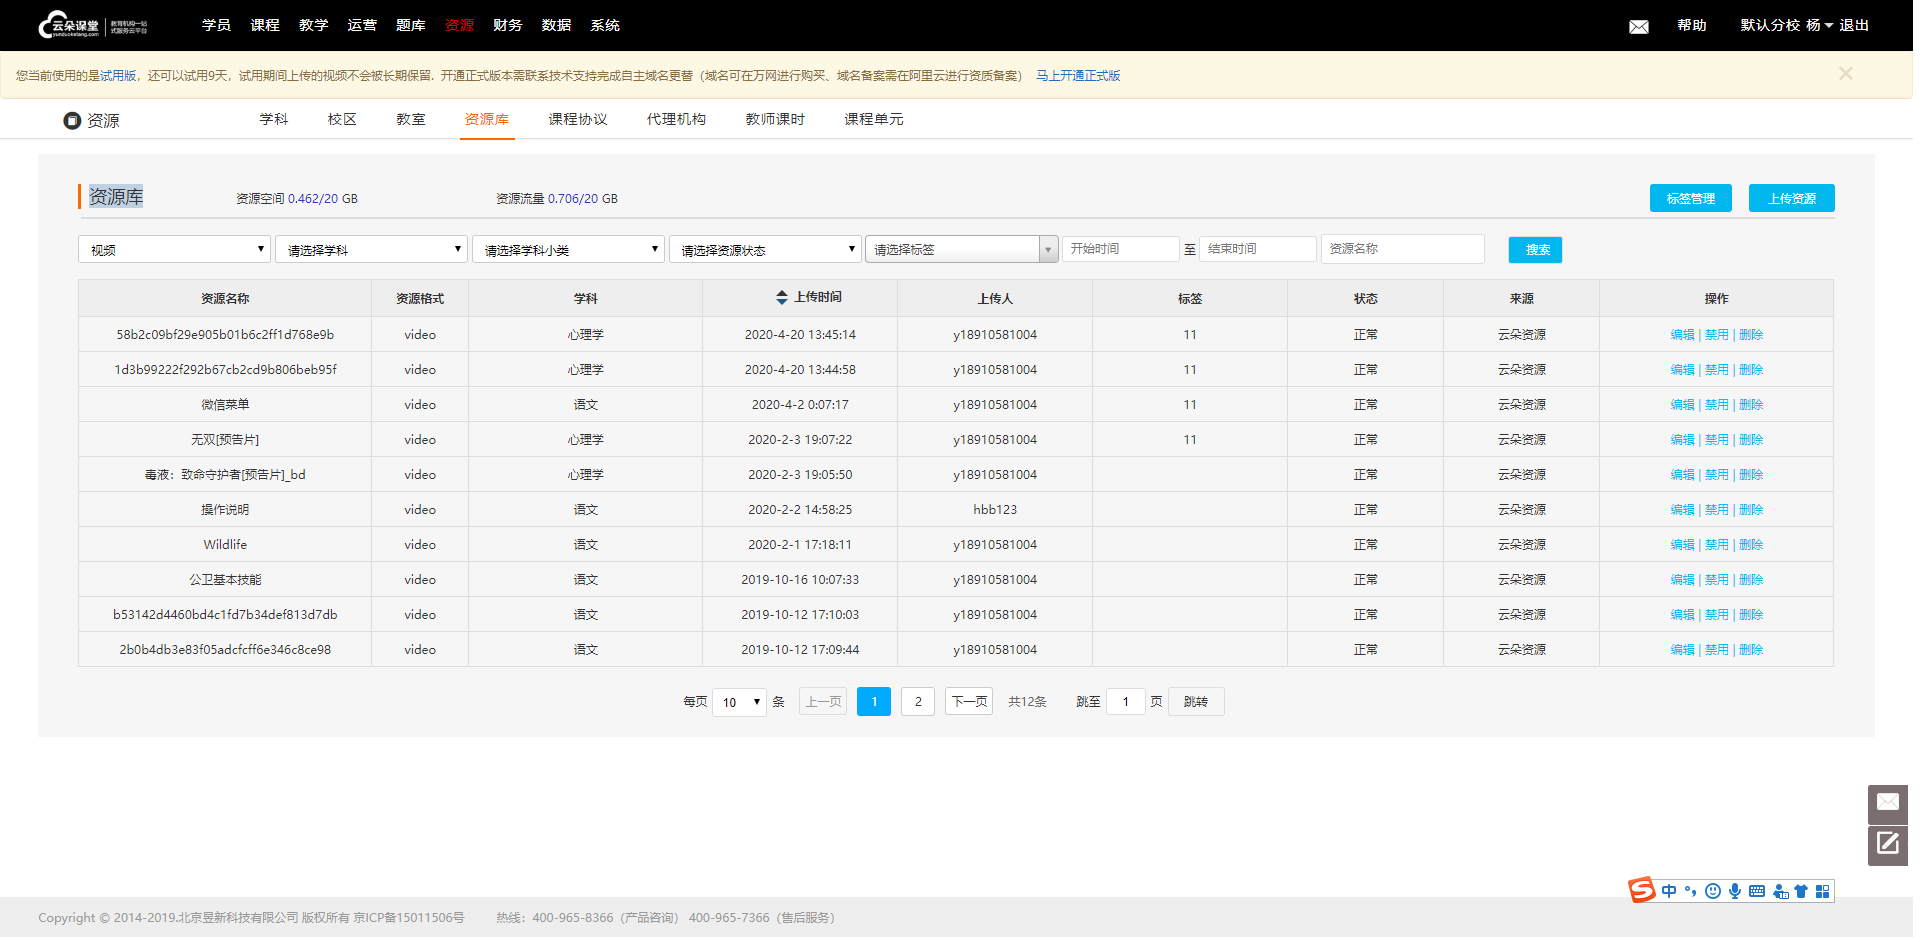 云朵课堂 教育机构一站
yunduoketang.com 式服务云平台
学员 课程 教学 运营 题库 资源 财务 数据 系统 帮助 默认分校 杨 退出
您当前使用的是试用版，还可以试用9天，试用期间上传的视频不会被长期保留. 开通正式版本需联系技术支持完成自主域名更替（域名可在万网进行购买、域名备案需在阿里云进行资质备案） 马上开通正式版 ×
资源 学科 校区 教室 资源库 课程协议 代理机构 教师课时 课程单元
资源库 资源空间 0.462/20 GB 资源流量 0.706/20 GB 标签管理 上传资源
视频 请选择学科 请选择学科小类 请选择资源状态 请选择标签 开始时间 至 结束时间 资源名称 搜索
资源名称 资源格式 学科 上传时间 上传人 标签 状态 来源 操作
58b2c09bf29e905b01b6c2ff1d768e9b video 心理学 2020-4-20 13:45:14 y18910581004 11 正常 云朵资源 编辑 | 禁用 | 删除
1d3b99222f292b67cb2cd9b806beb95f video 心理学 2020-4-20 13:44:58 y18910581004 11 正常 云朵资源 编辑 | 禁用 | 删除
微信菜单 video 语文 2020-4-2 0:07:17 y18910581004 11 正常 云朵资源 编辑 | 禁用 | 删除
无双[预告片] video 心理学 2020-2-3 19:07:22 y18910581004 11 正常 云朵资源 编辑 | 禁用 | 删除
毒液：致命守护者[预告片]_bd video 心理学 2020-2-3 19:05:50 y18910581004 正常 云朵资源 编辑 | 禁用 | 删除
操作说明 video 语文 2020-2-2 14:58:25 hbb123 正常 云朵资源 编辑 | 禁用 | 删除
Wildlife video 语文 2020-2-1 17:18:11 y18910581004 正常 云朵资源 编辑 | 禁用 | 删除
公卫基本技能 video 语文 2019-10-16 10:07:33 y18910581004 正常 云朵资源 编辑 | 禁用 | 删除
b53142d4460bd4c1fd7b34def813d7db video 语文 2019-10-12 17:10:03 y18910581004 正常 云朵资源 编辑 | 禁用 | 删除
2b0b4db3e83f05adcfcff6e346c8ce98 video 语文 2019-10-12 17:09:44 y18910581004 正常 云朵资源 编辑 | 禁用 | 删除
每页 10 条 上一页 1 2 下一页 共12条 跳至 1 页 跳转
S 中
Copyright © 2014-2019.北京昱新科技有限公司 版权所有 京ICP备15011506号 热线：400-965-8366（产品咨询） 400-965-7366（售后服务）